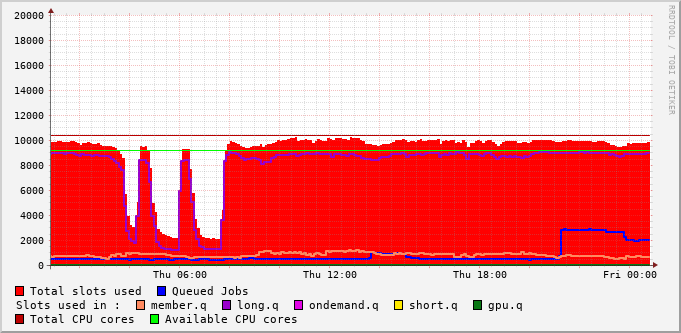 20000
18000
16000
14000
12000
10000
8000
6000
4000
2000
0
Thu 06:00 Thu 12:00 Thu 18:00 Fri 00:00
RRDTOOL / TOBI OETIKER
Total slots used Queued Jobs
Slots used in : member.q long.q ondemand.q short.q gpu.q
Total CPU cores Available CPU cores